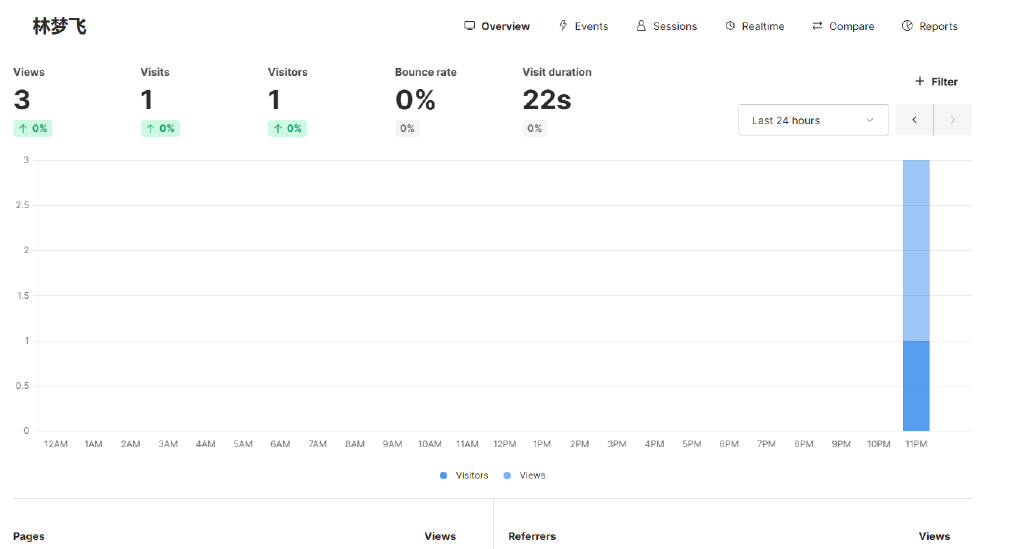 林梦飞
Overview Events Sessions Realtime Compare Reports
Views Visits Visitors Bounce rate Visit duration
3 1 1 0% 22s
↑ 0% ↑ 0% ↑ 0% 0% 0%
+ Filter
Last 24 hours
3
2.5
2
1.5
1
0.5
0
12AM 1AM 2AM 3AM 4AM 5AM 6AM 7AM 8AM 9AM 10AM 11AM 12PM 1PM 2PM 3PM 4PM 5PM 6PM 7PM 8PM 9PM 10PM 11PM
Visitors Views
Pages Views Referrers Views